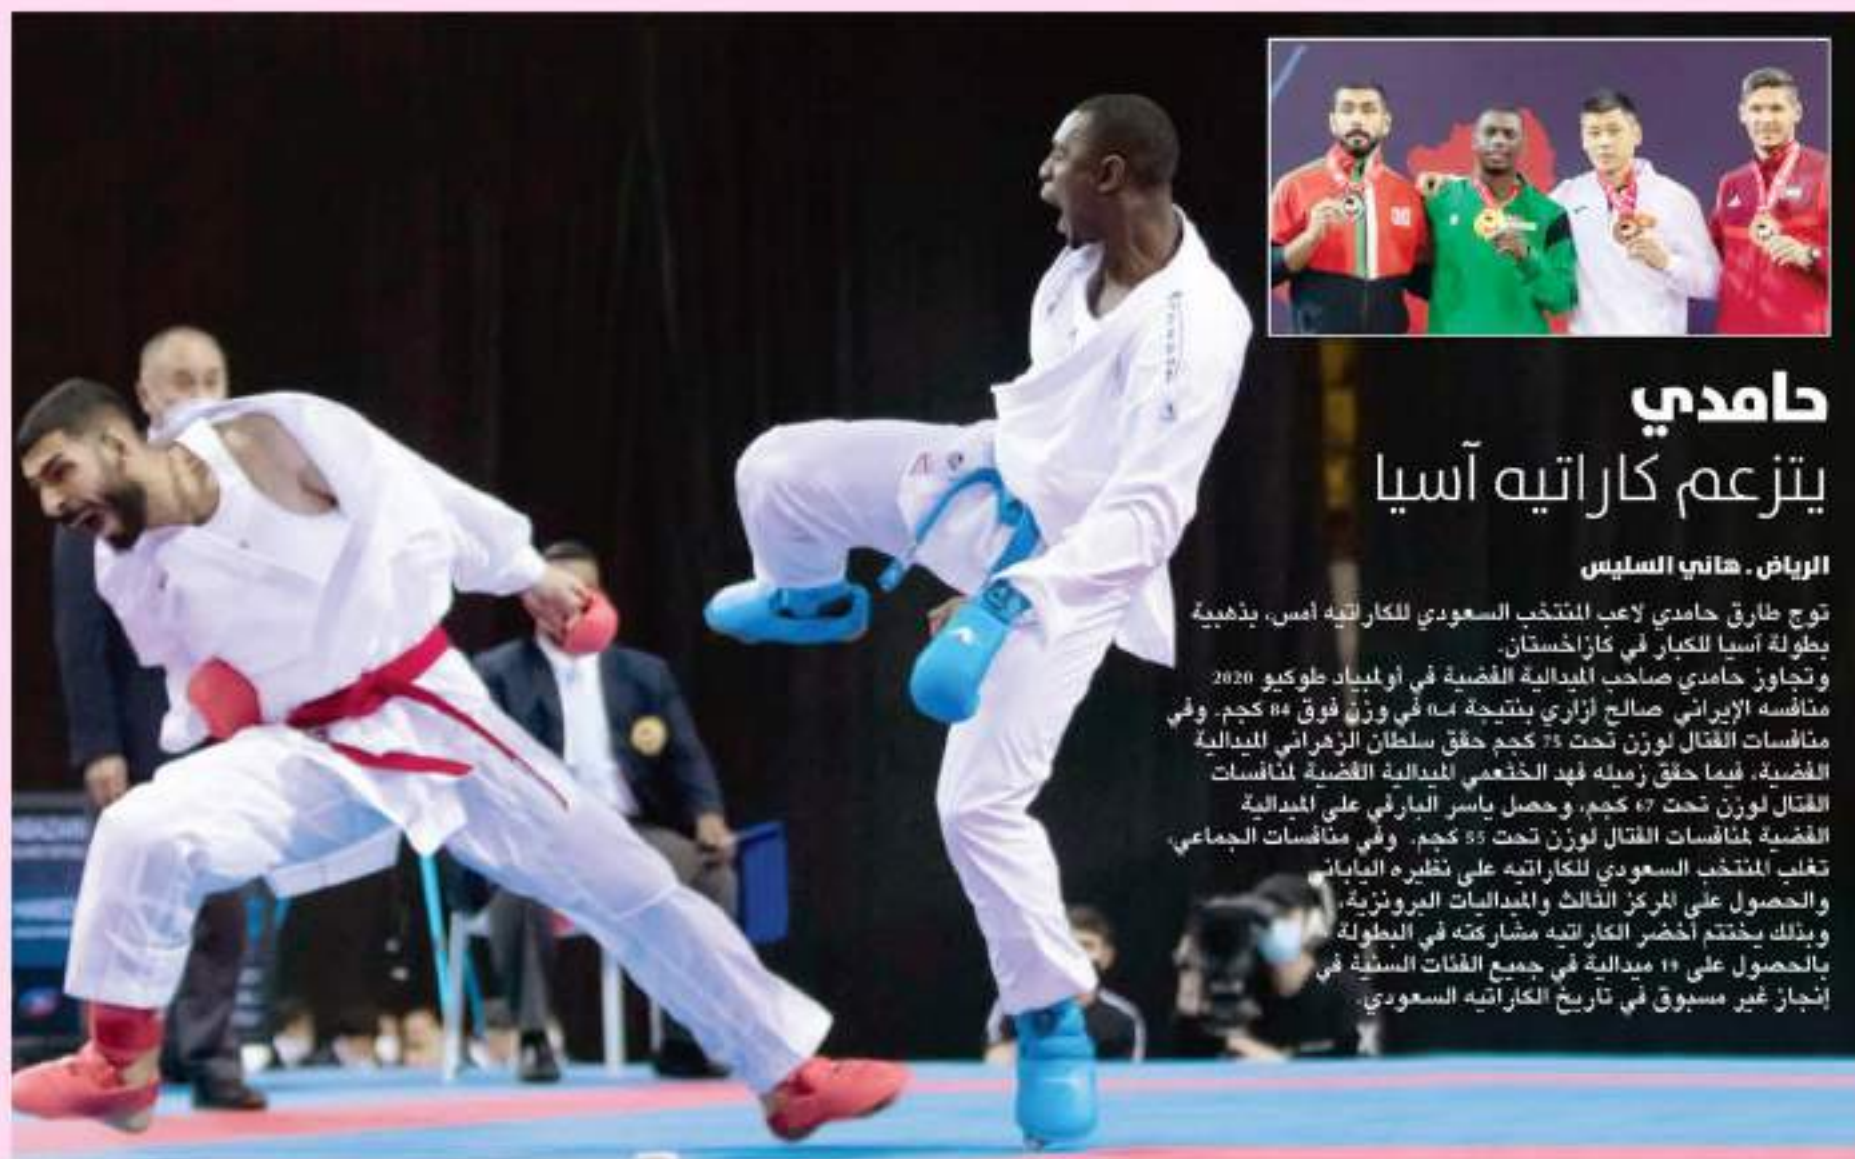 حامدي
يتزعم كاراتيه آسيا
الرياض . هاني السليس
توج طارق حامدي لاعب المنتخب السعودي للكاراتيه أمس، بذهبية
بطولة آسيا للكبار في كازاخستان.
وتجاوز حامدي صاحب الميدالية الفضية في أولمبياد طوكيو 2020
منافسه الإيراني صالح أزاري بنتيجة 4ـ0 في وزن فوق 84 كجم. وفي
منافسات القتال لوزن تحت 75 كجم حقق سلطان الزهراني الميدالية
الفضية، فيما حقق زميله فهد الخثعمي الميدالية الفضية لمنافسات
القتال لوزن تحت 67 كجم، وحصل ياسر البارقي على الميدالية
الفضية لمنافسات القتال لوزن تحت 55 كجم. وفي منافسات الجماعي،
تغلب المنتخب السعودي للكاراتيه على نظيره الياباني
والحصول على المركز الثالث والميداليات البرونزية،
وبذلك يختتم أخضر الكاراتيه مشاركته في البطولة
بالحصول على 19 ميدالية في جميع الفئات السنية في
إنجاز غير مسبوق في تاريخ الكاراتيه السعودي.